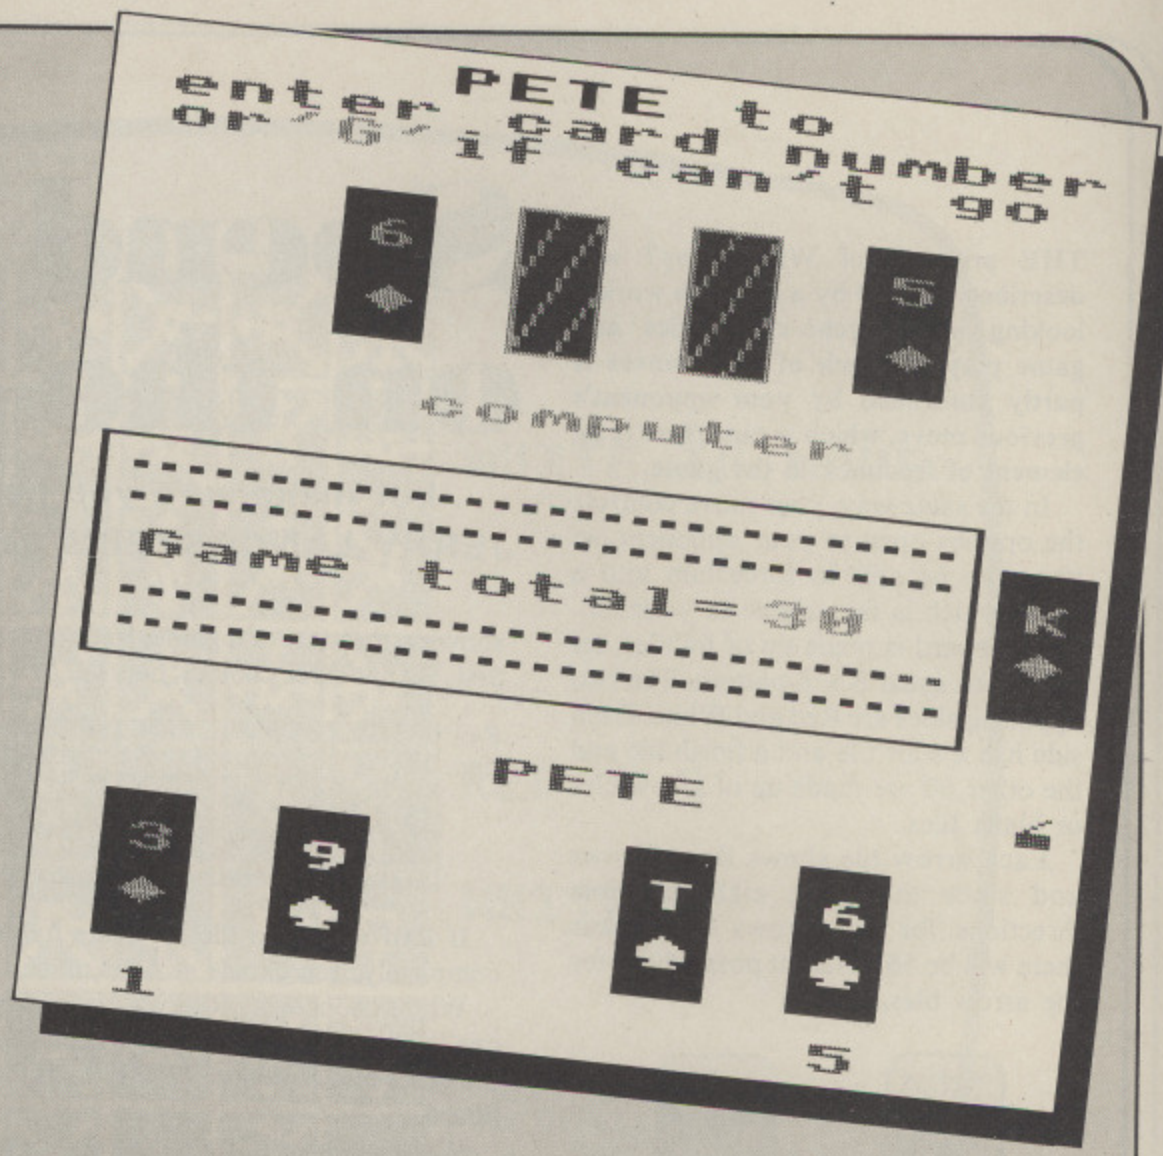 PETE to
enter card number
or 'G' if can't go
6 5
computer
Game total=30
K
PETE
3 9 T 6
1
5